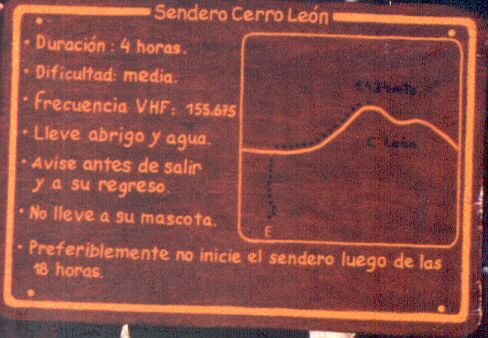 Sendero Cerro León
• Duración: 4 horas.
• Dificultad: media.
• Frecuencia VHF: 155.675
• Lleve abrigo y agua.
• Avise antes de salir
y a su regreso.
• No lleve a su mascota.
• Preferiblemente no inicie el sendero luego de las
18 horas.
C° León
E